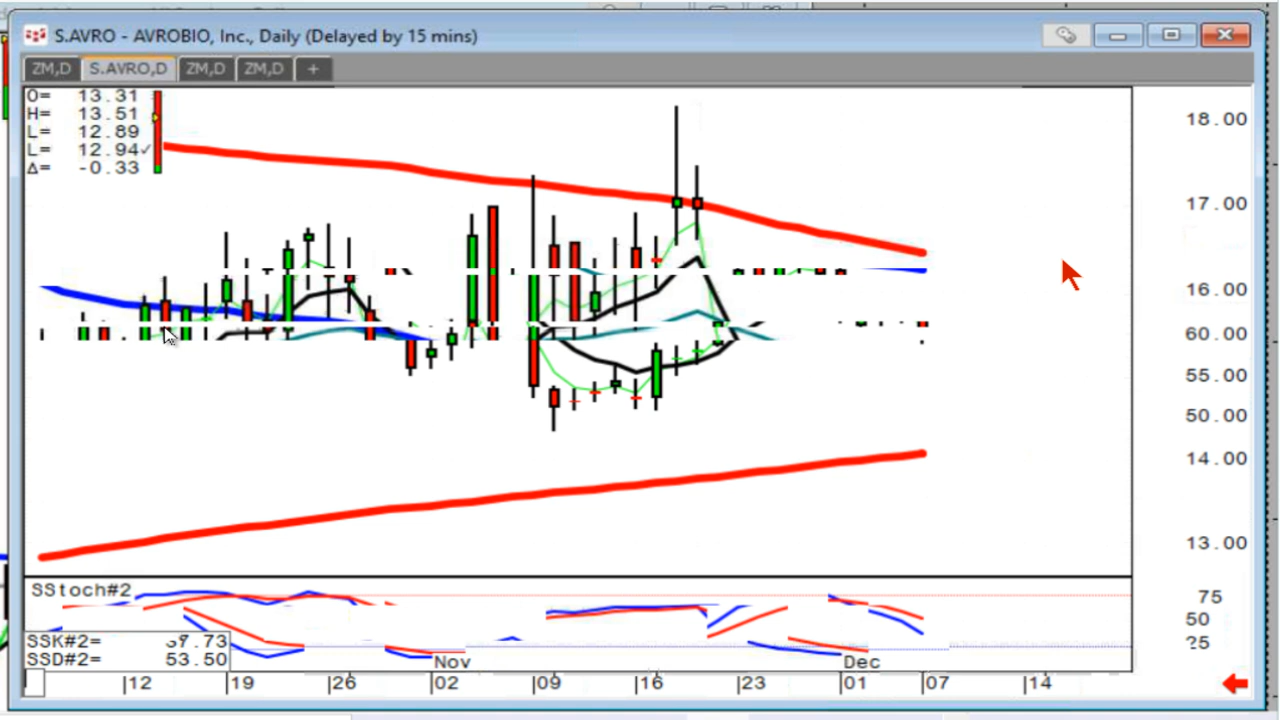 S.AVRO - AVROBIO, Inc., Daily (Delayed by 15 mins)
ZM,D S.AVRO,D ZM,D ZM,D +
O= 13.31
H= 13.51
L= 12.89
L= 12.94✓
Δ= -0.33
18.00
17.00
16.00
60.00
55.00
50.00
14.00
13.00
SStoch#2
75
50
25
SSK#2= 37.73
SSD#2= 53.50
Nov Dec
12 19 26 02 09 16 23 01 07 14